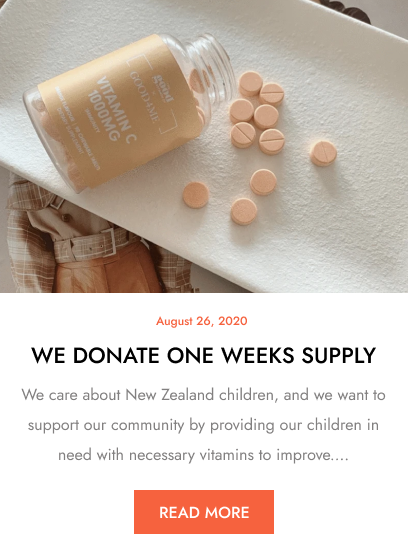 VITAMIN C
1000MG
GOOD4ME
August 26, 2020
WE DONATE ONE WEEKS SUPPLY
We care about New Zealand children, and we want to
support our community by providing our children in
need with necessary vitamins to improve....
READ MORE